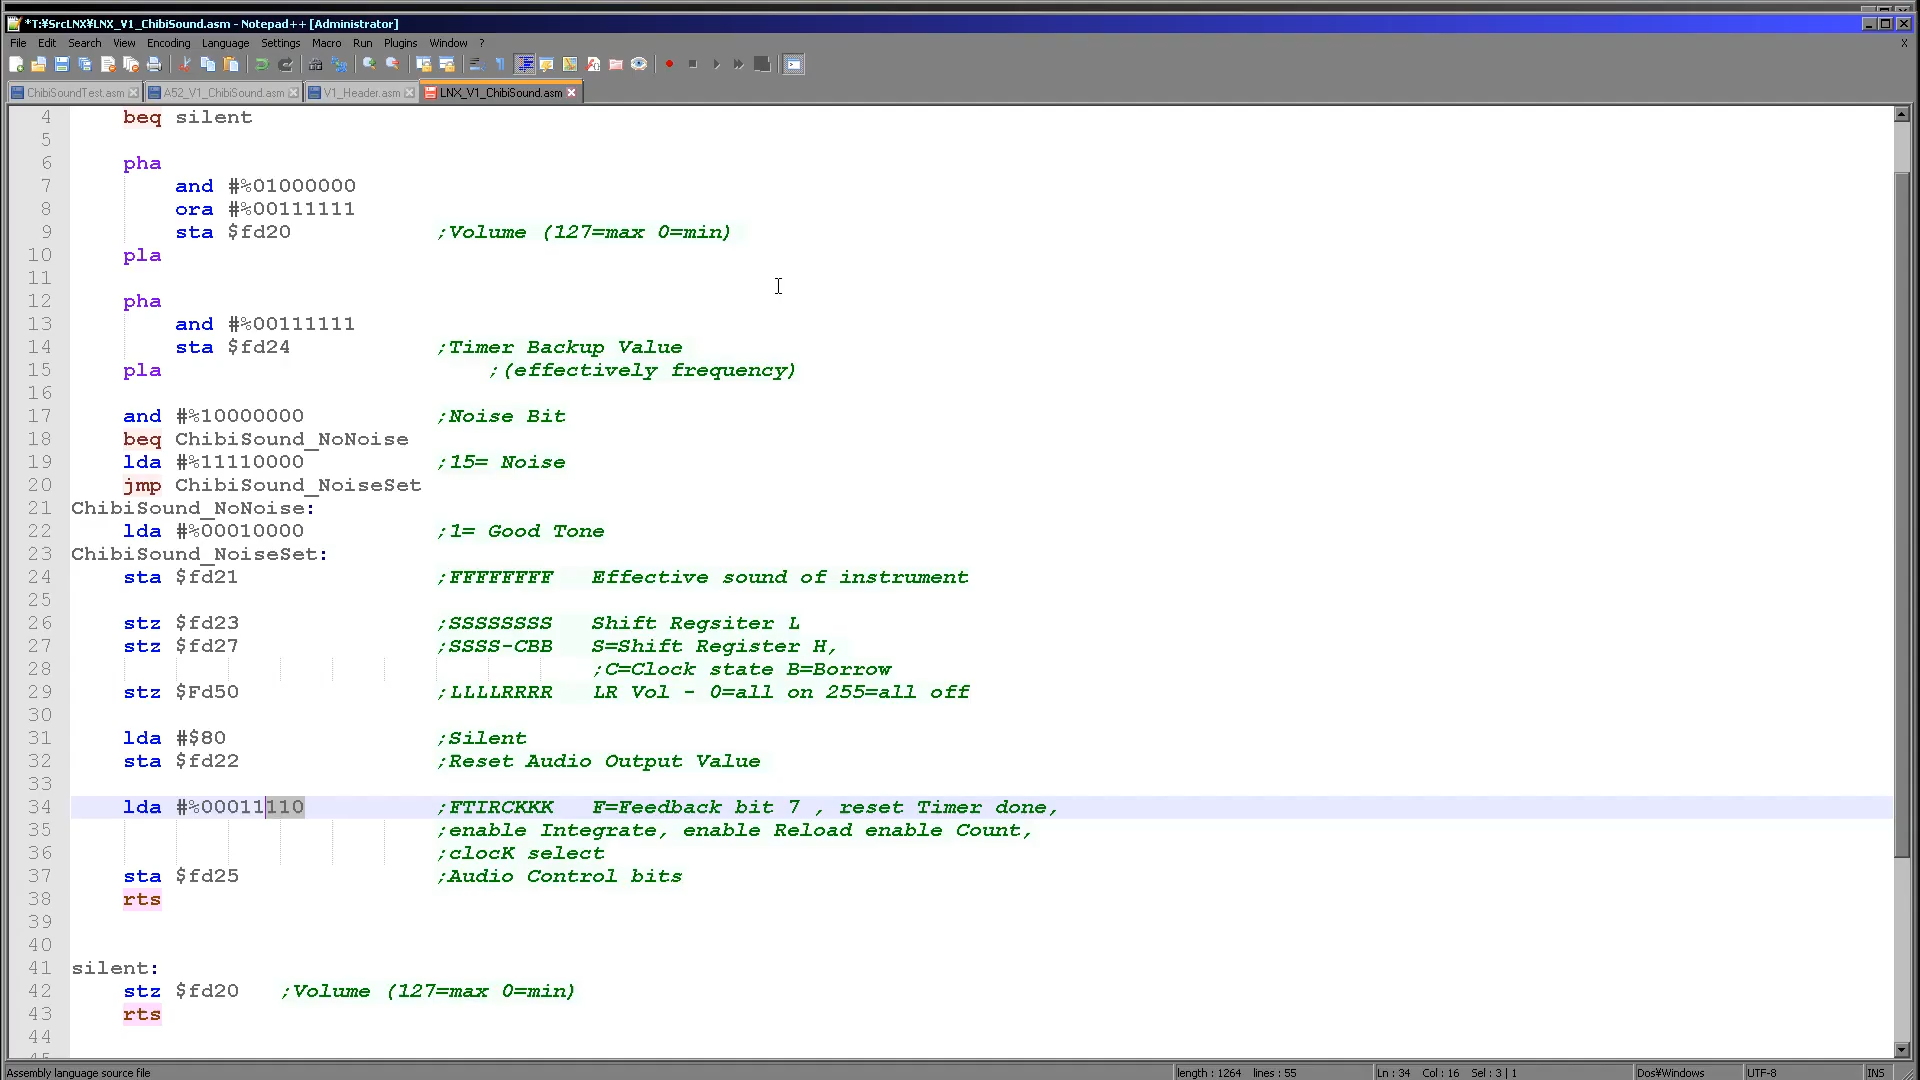 *T:¥SrcLNX¥LNX_V1_ChibiSound.asm - Notepad++ [Administrator]
File Edit Search View Encoding Language Settings Macro Run Plugins Window ? X
ChibiSoundTest.asm A52_V1_ChibiSound.asm V1_Header.asm LNX_V1_ChibiSound.asm
4 beq silent
5
6 pha
7 and #%01000000
8 ora #%00111111
9 sta $fd20 ;Volume (127=max 0=min)
10 pla
11
12 pha
13 and #%00111111
14 sta $fd24 ;Timer Backup Value
15 pla ;(effectively frequency)
16
17 and #%10000000 ;Noise Bit
18 beq ChibiSound_NoNoise
19 lda #%11110000 ;15= Noise
20 jmp ChibiSound_NoiseSet
21 ChibiSound_NoNoise:
22 lda #%00010000 ;1= Good Tone
23 ChibiSound_NoiseSet:
24 sta $fd21 ;FFFFFFFF Effective sound of instrument
25
26 stz $fd23 ;SSSSSSSS Shift Regsiter L
27 stz $fd27 ;SSSS-CBB S=Shift Register H,
28 ;C=Clock state B=Borrow
29 stz $Fd50 ;LLLLRRRR LR Vol - 0=all on 255=all off
30
31 lda #$80 ;Silent
32 sta $fd22 ;Reset Audio Output Value
33
34 lda #%00011110 ;FTIRCKKK F=Feedback bit 7 , reset Timer done,
35 ;enable Integrate, enable Reload enable Count,
36 ;clocK select
37 sta $fd25 ;Audio Control bits
38 rts
39
40
41 silent:
42 stz $fd20 ;Volume (127=max 0=min)
43 rts
44
45
Assembly language source file length : 1264 lines : 55 Ln : 34 Col : 16 Sel : 3 | 1 Dos¥Windows UTF-8 INS